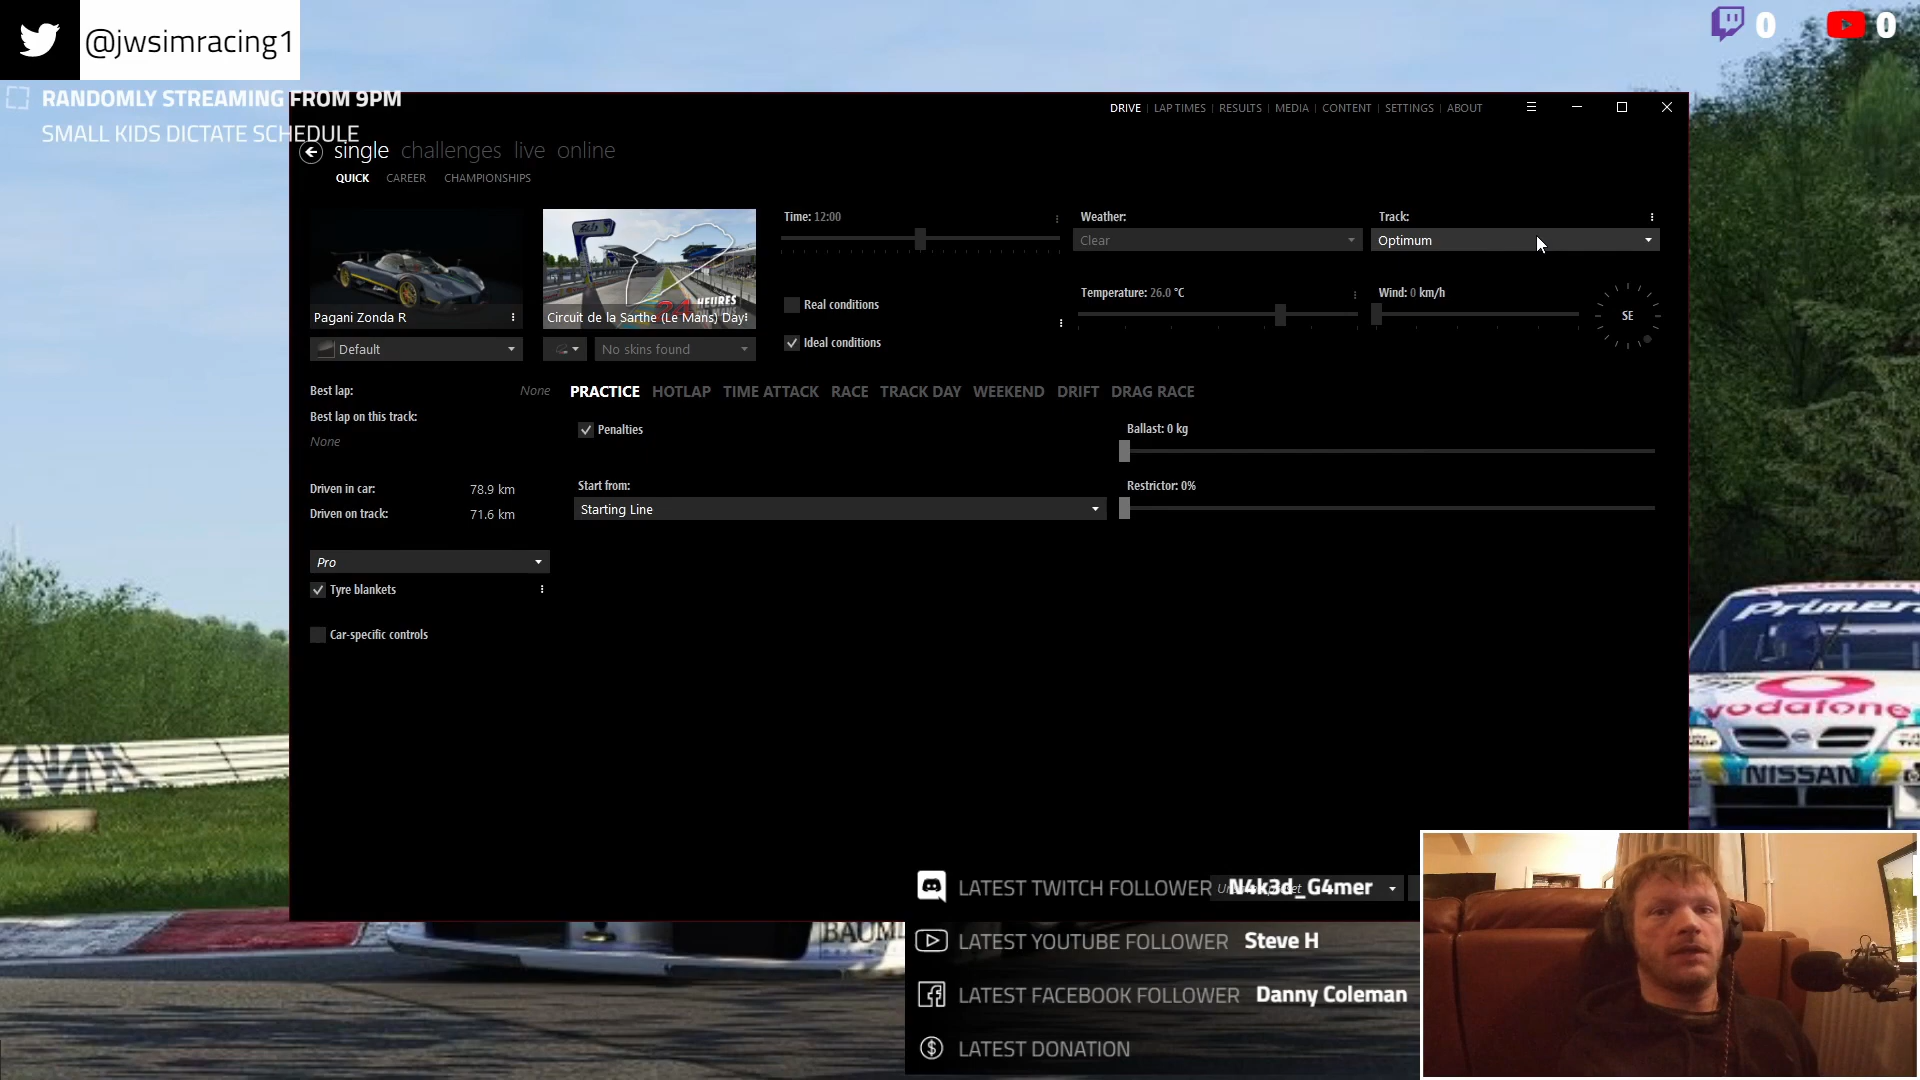 @jwsimracing1
0
0
RANDOMLY STREAMING FROM 9PM
SMALL KIDS DICTATE SCHEDULE
DRIVE LAP TIMES RESULTS MEDIA CONTENT SETTINGS ABOUT
single challenges live online
QUICK CAREER CHAMPIONSHIPS
Time: 12:00
Weather:
Track:
Clear
Optimum
Temperature: 26.0 °C
Wind: 0 km/h
SE
Real conditions
Ideal conditions
24 HEURES
Pagani Zonda R
Circuit de la Sarthe (Le Mans) Day
Default
No skins found
Best lap: None
Best lap on this track:
None
Driven in car: 78.9 km
Driven on track: 71.6 km
Pro
Tyre blankets
Car-specific controls
PRACTICE HOTLAP TIME ATTACK RACE TRACK DAY WEEKEND DRIFT DRAG RACE
Penalties
Ballast: 0 kg
Start from:
Restrictor: 0%
Starting Line
Primera
vodafone
NISSAN
LATEST TWITCH FOLLOWER N4k3d_G4mer
LATEST YOUTUBE FOLLOWER Steve H
LATEST FACEBOOK FOLLOWER Danny Coleman
LATEST DONATION